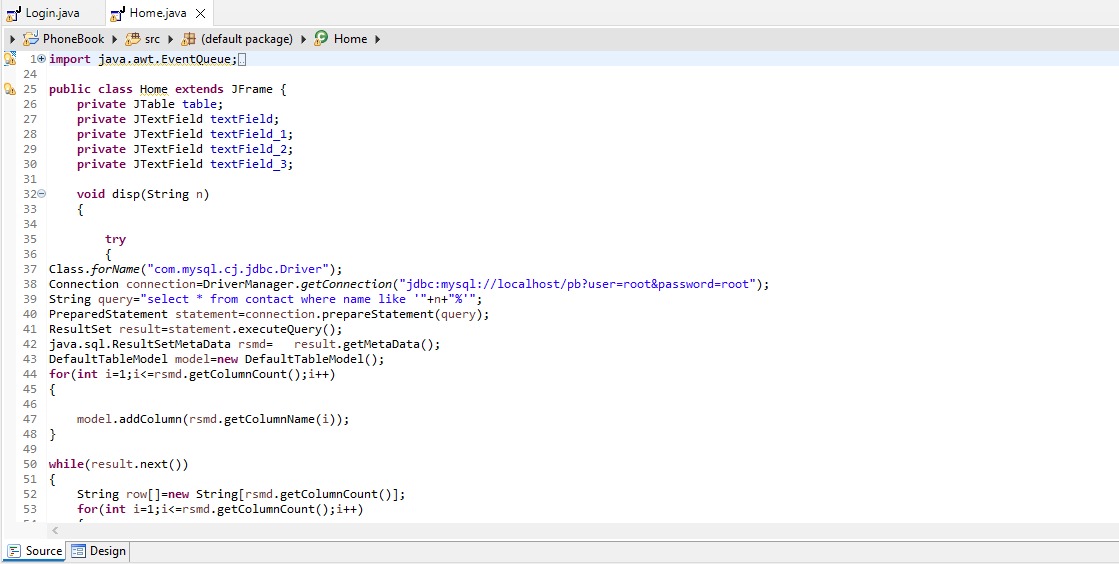 Login.java Home.java
PhoneBook src (default package) Home
1 import java.awt.EventQueue;
24
25 public class Home extends JFrame {
26 private JTable table;
27 private JTextField textField;
28 private JTextField textField_1;
29 private JTextField textField_2;
30 private JTextField textField_3;
31
32 void disp(String n)
33 {
34
35 try
36 {
37 Class.forName("com.mysql.cj.jdbc.Driver");
38 Connection connection=DriverManager.getConnection("jdbc:mysql://localhost/pb?user=root&password=root");
39 String query="select * from contact where name like '"+n+"%'";
40 PreparedStatement statement=connection.prepareStatement(query);
41 ResultSet result=statement.executeQuery();
42 java.sql.ResultSetMetaData rsmd=   result.getMetaData();
43 DefaultTableModel model=new DefaultTableModel();
44 for(int i=1;i<=rsmd.getColumnCount();i++)
45 {
46
47 model.addColumn(rsmd.getColumnName(i));
48 }
49
50 while(result.next())
51 {
52 String row[]=new String[rsmd.getColumnCount()];
53 for(int i=1;i<=rsmd.getColumnCount();i++)
Source Design